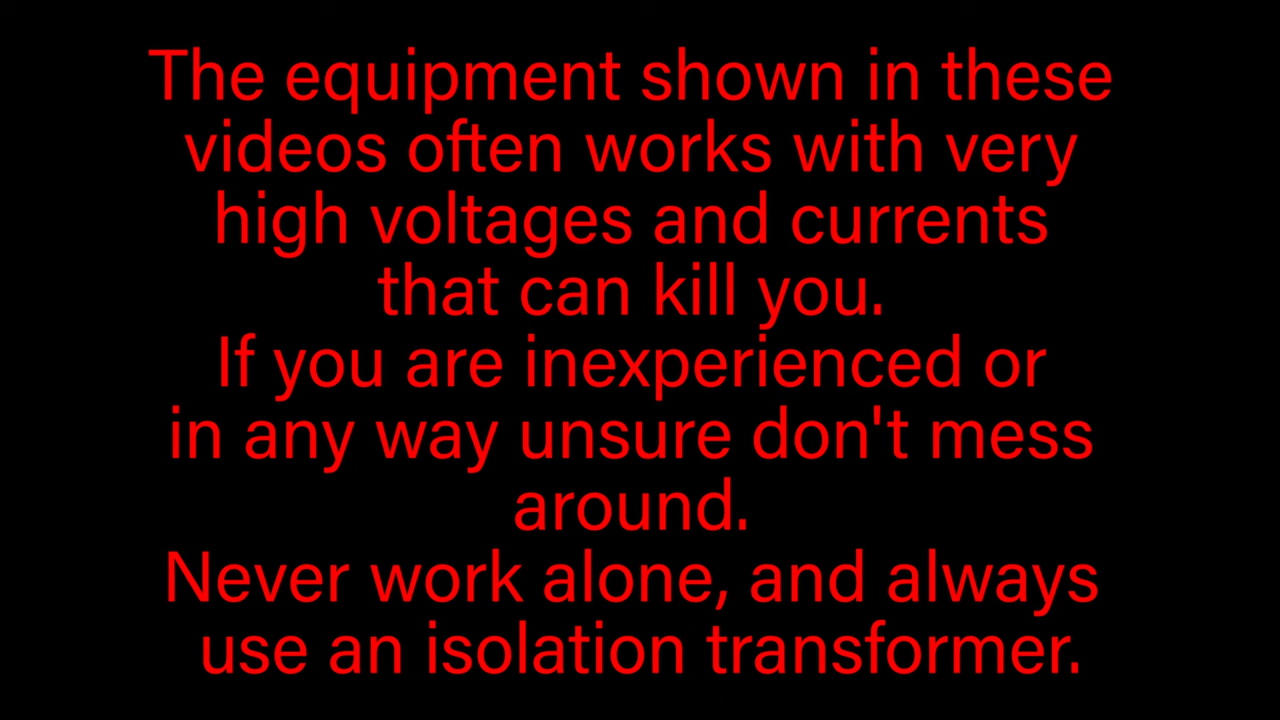 The equipment shown in these
videos often works with very
high voltages and currents
that can kill you.
If you are inexperienced or
in any way unsure don't mess
around.
Never work alone, and always
use an isolation transformer.